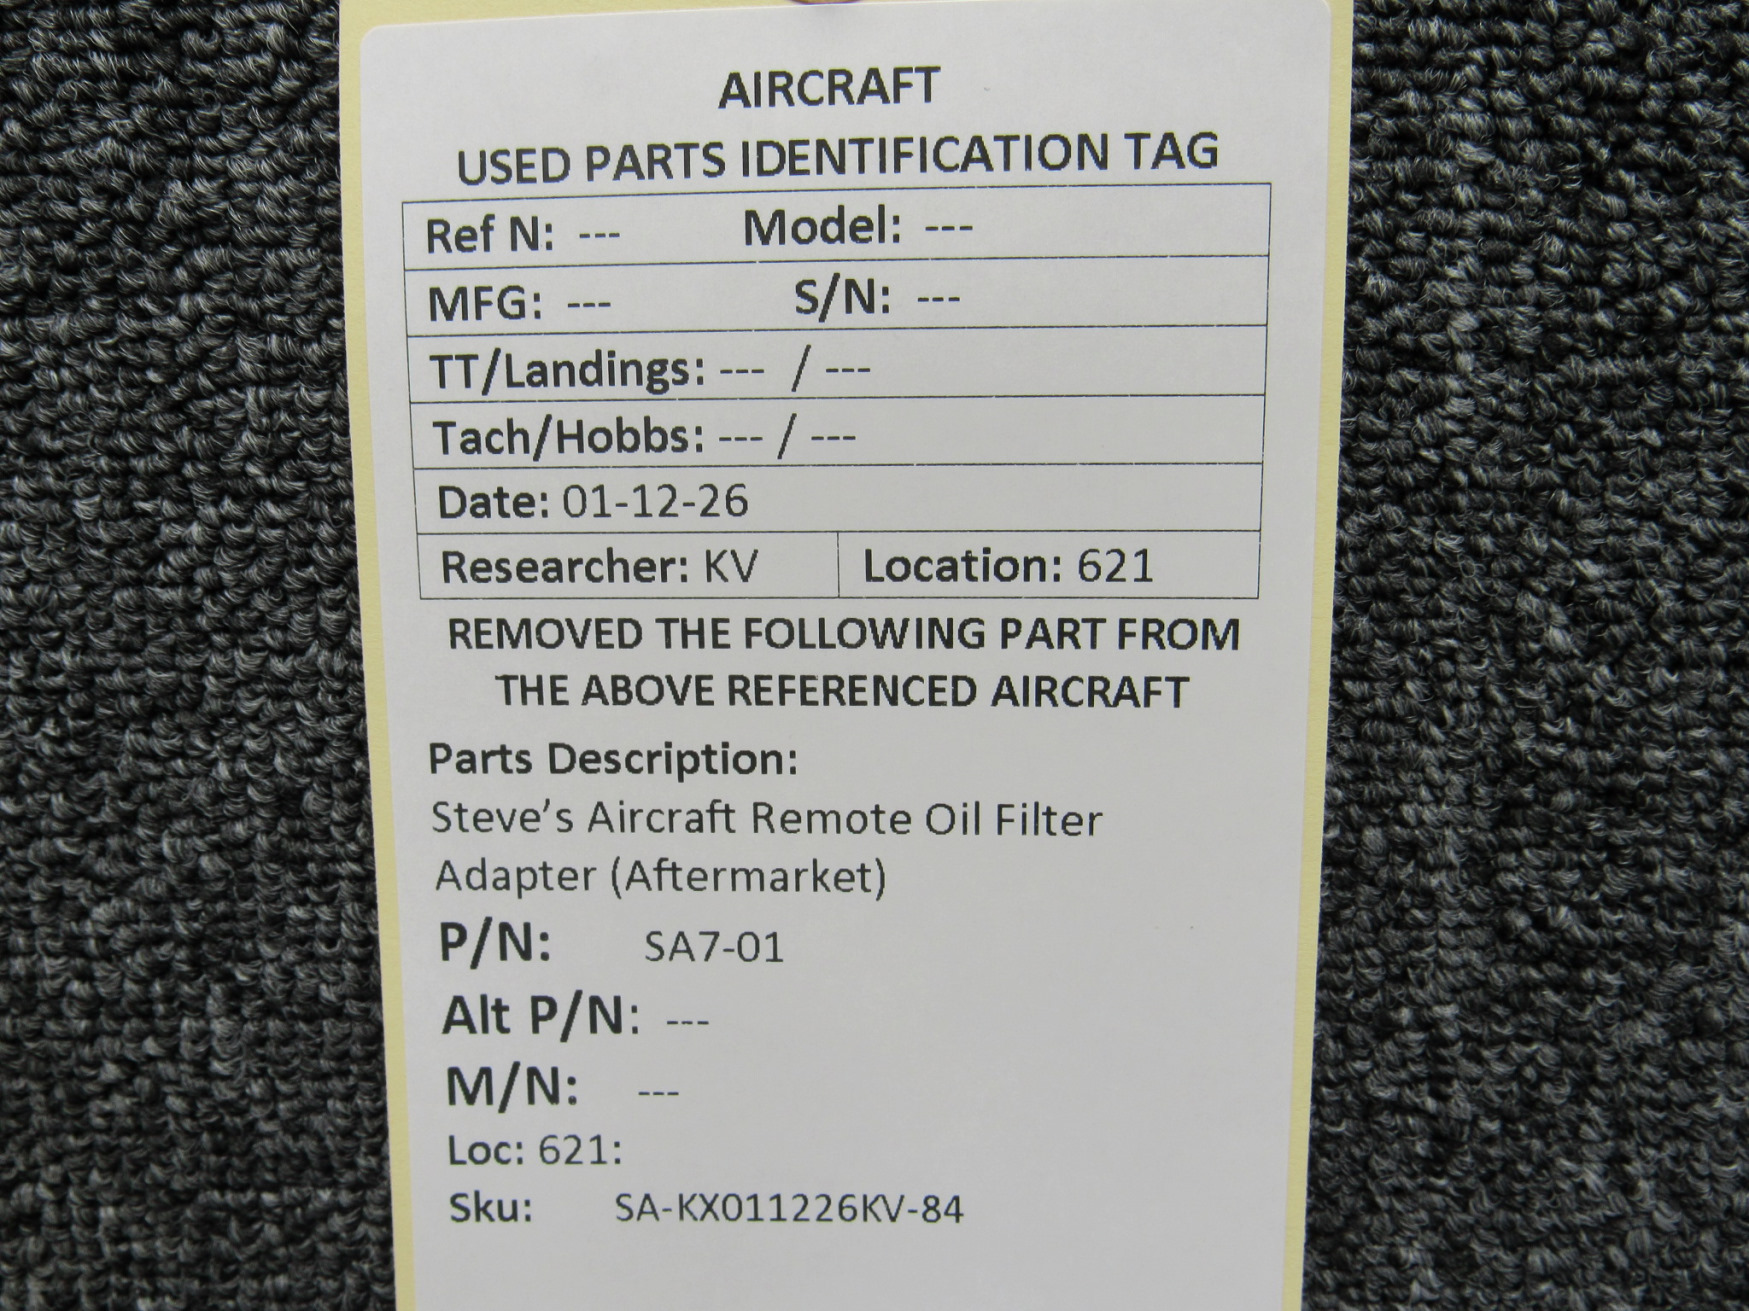 AIRCRAFT
USED PARTS IDENTIFICATION TAG
Ref N: --- Model: ---
MFG: --- S/N: ---
TT/Landings: --- / ---
Tach/Hobbs: --- / ---
Date: 01-12-26
Researcher: KV Location: 621
REMOVED THE FOLLOWING PART FROM
THE ABOVE REFERENCED AIRCRAFT
Parts Description:
Steve’s Aircraft Remote Oil Filter
Adapter (Aftermarket)
P/N: SA7-01
Alt P/N: ---
M/N: ---
Loc: 621:
Sku: SA-KX011226KV-84